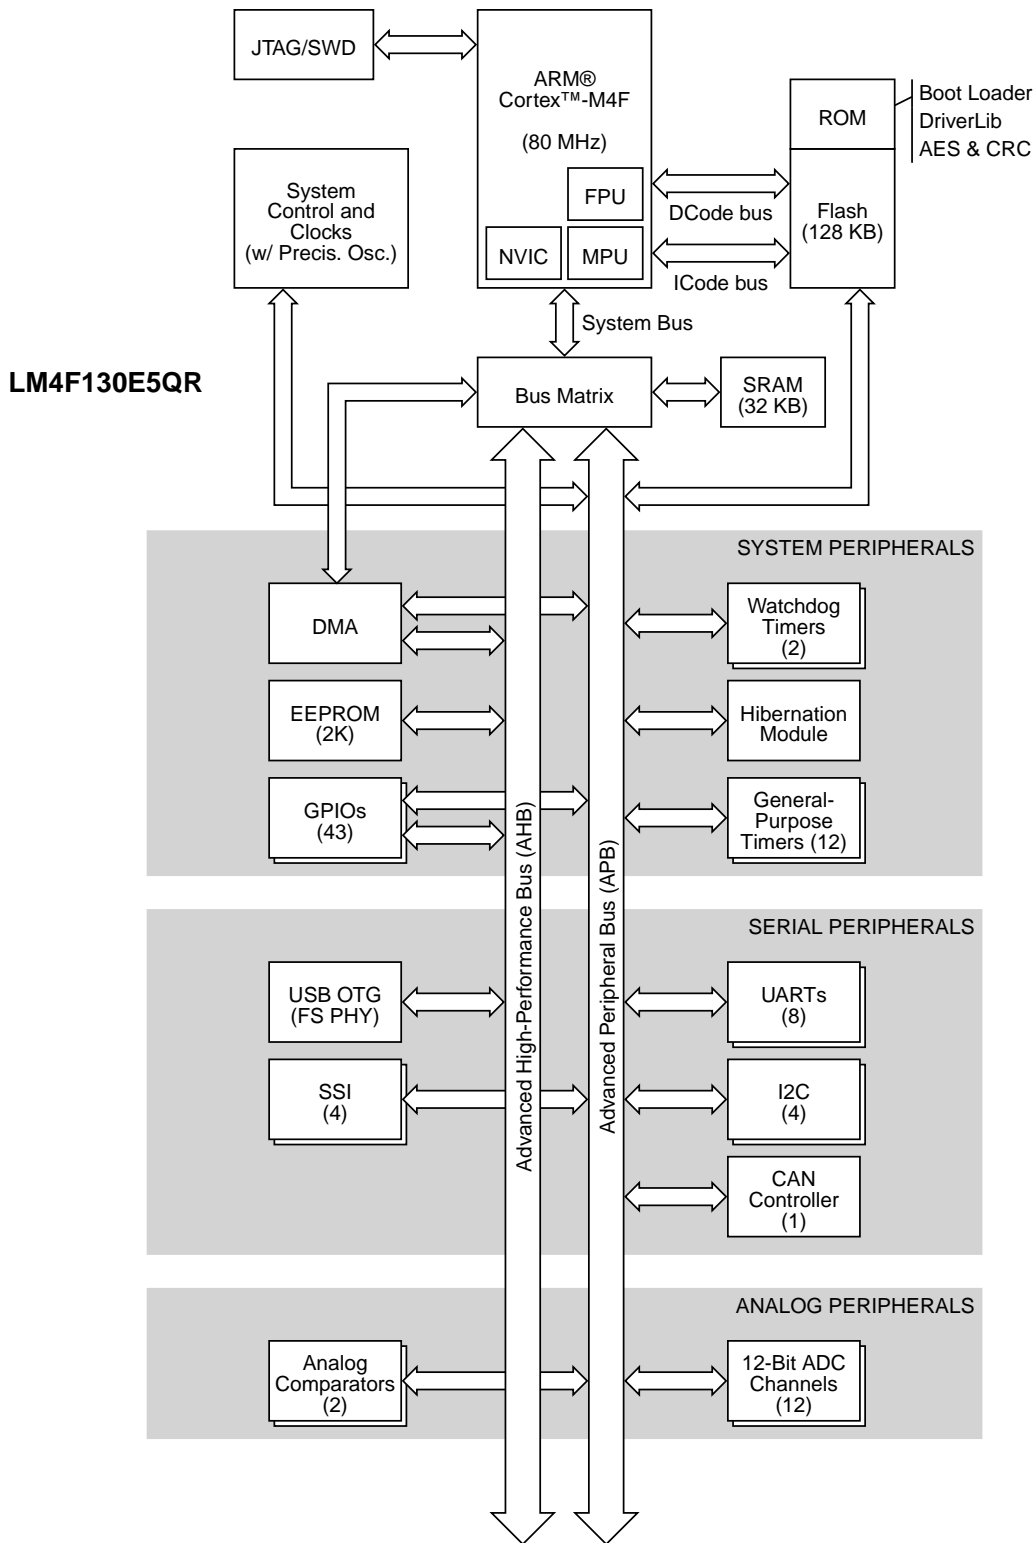 JTAG/SWD
ARM®
Cortex™-M4F
(80 MHz)
ROM
Boot Loader
DriverLib
AES & CRC
System
Control and
Clocks
(w/ Precis. Osc.)
FPU
NVIC
MPU
DCode bus
ICode bus
Flash
(128 KB)
System Bus
LM4F130E5QR
Bus Matrix
SRAM
(32 KB)
SYSTEM PERIPHERALS
DMA
Watchdog
Timers
(2)
EEPROM
(2K)
Hibernation
Module
GPIOs
(43)
General-
Purpose
Timers (12)
Advanced High-Performance Bus (AHB)
Advanced Peripheral Bus (APB)
SERIAL PERIPHERALS
USB OTG
(FS PHY)
UARTs
(8)
SSI
(4)
I2C
(4)
CAN
Controller
(1)
ANALOG PERIPHERALS
Analog
Comparators
(2)
12-Bit ADC
Channels
(12)